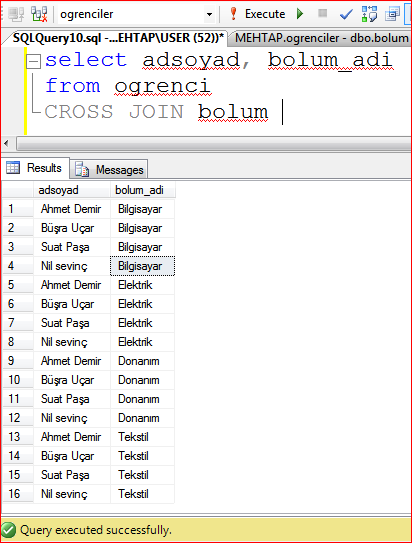 ogrenciler Execute
SQLQuery10.sql -...EHTAP\USER (52))* MEHTAP.ogrenciler - dbo.bolum
select adsoyad, bolum_adi
from ogrenci
CROSS JOIN bolum
Results Messages
adsoyad bolum_adi
1 Ahmet Demir Bilgisayar
2 Büşra Uçar Bilgisayar
3 Suat Paşa Bilgisayar
4 Nil sevinç Bilgisayar
5 Ahmet Demir Elektrik
6 Büşra Uçar Elektrik
7 Suat Paşa Elektrik
8 Nil sevinç Elektrik
9 Ahmet Demir Donanım
10 Büşra Uçar Donanım
11 Suat Paşa Donanım
12 Nil sevinç Donanım
13 Ahmet Demir Tekstil
14 Büşra Uçar Tekstil
15 Suat Paşa Tekstil
16 Nil sevinç Tekstil
Query executed successfully.